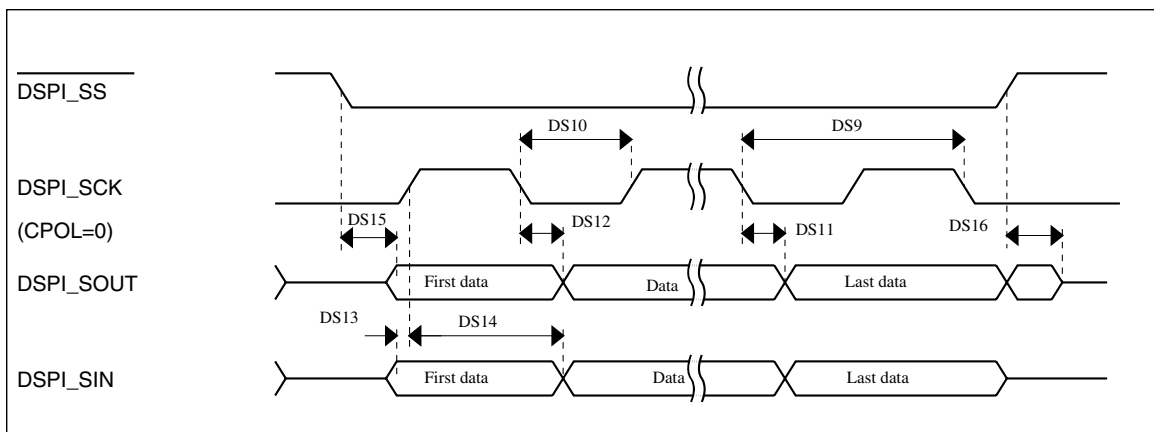 DSPI_SS
DS10
DS9
DSPI_SCK
DS15
DS12
DS11
DS16
(CPOL=0)
DSPI_SOUT
First data
Data
Last data
DS13
DS14
DSPI_SIN
First data
Data
Last data